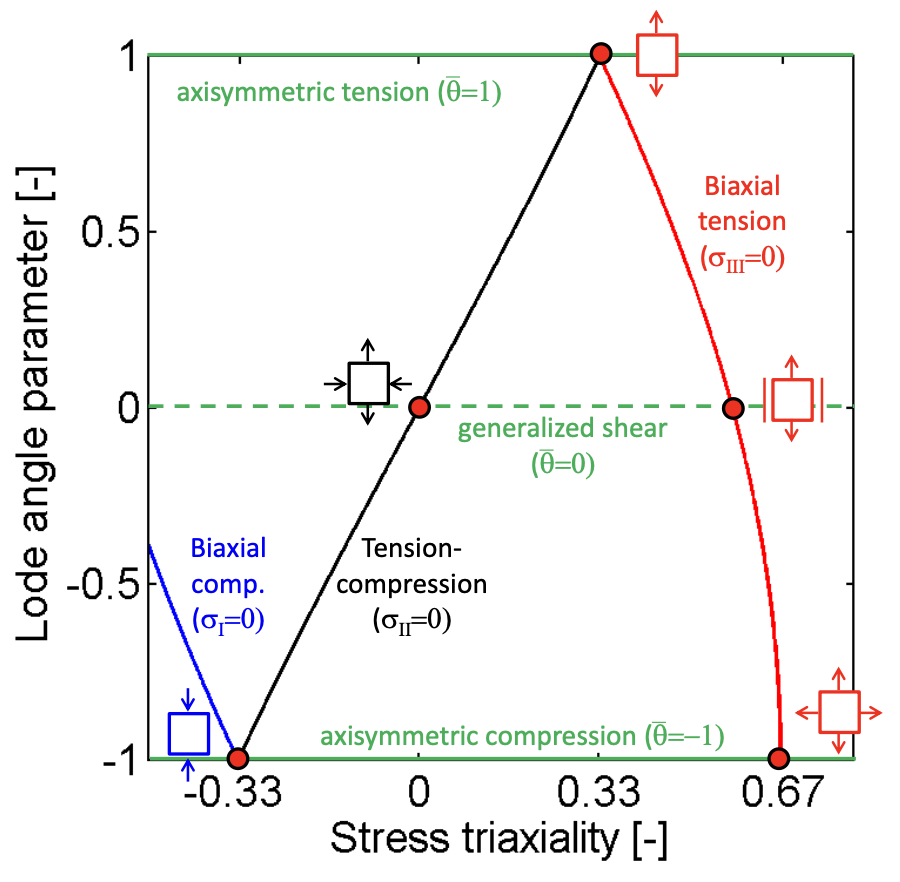 1
axisymmetric tension (θ̄=1)
Biaxial
tension
(σIII=0)
0.5
Lode angle parameter [-]
0
generalized shear
(θ̄=0)
Biaxial
comp.
(σI=0)
Tension-
compression
(σII=0)
-0.5
axisymmetric compression (θ̄=−1)
-1
-0.33
0
0.33
0.67
Stress triaxiality [-]